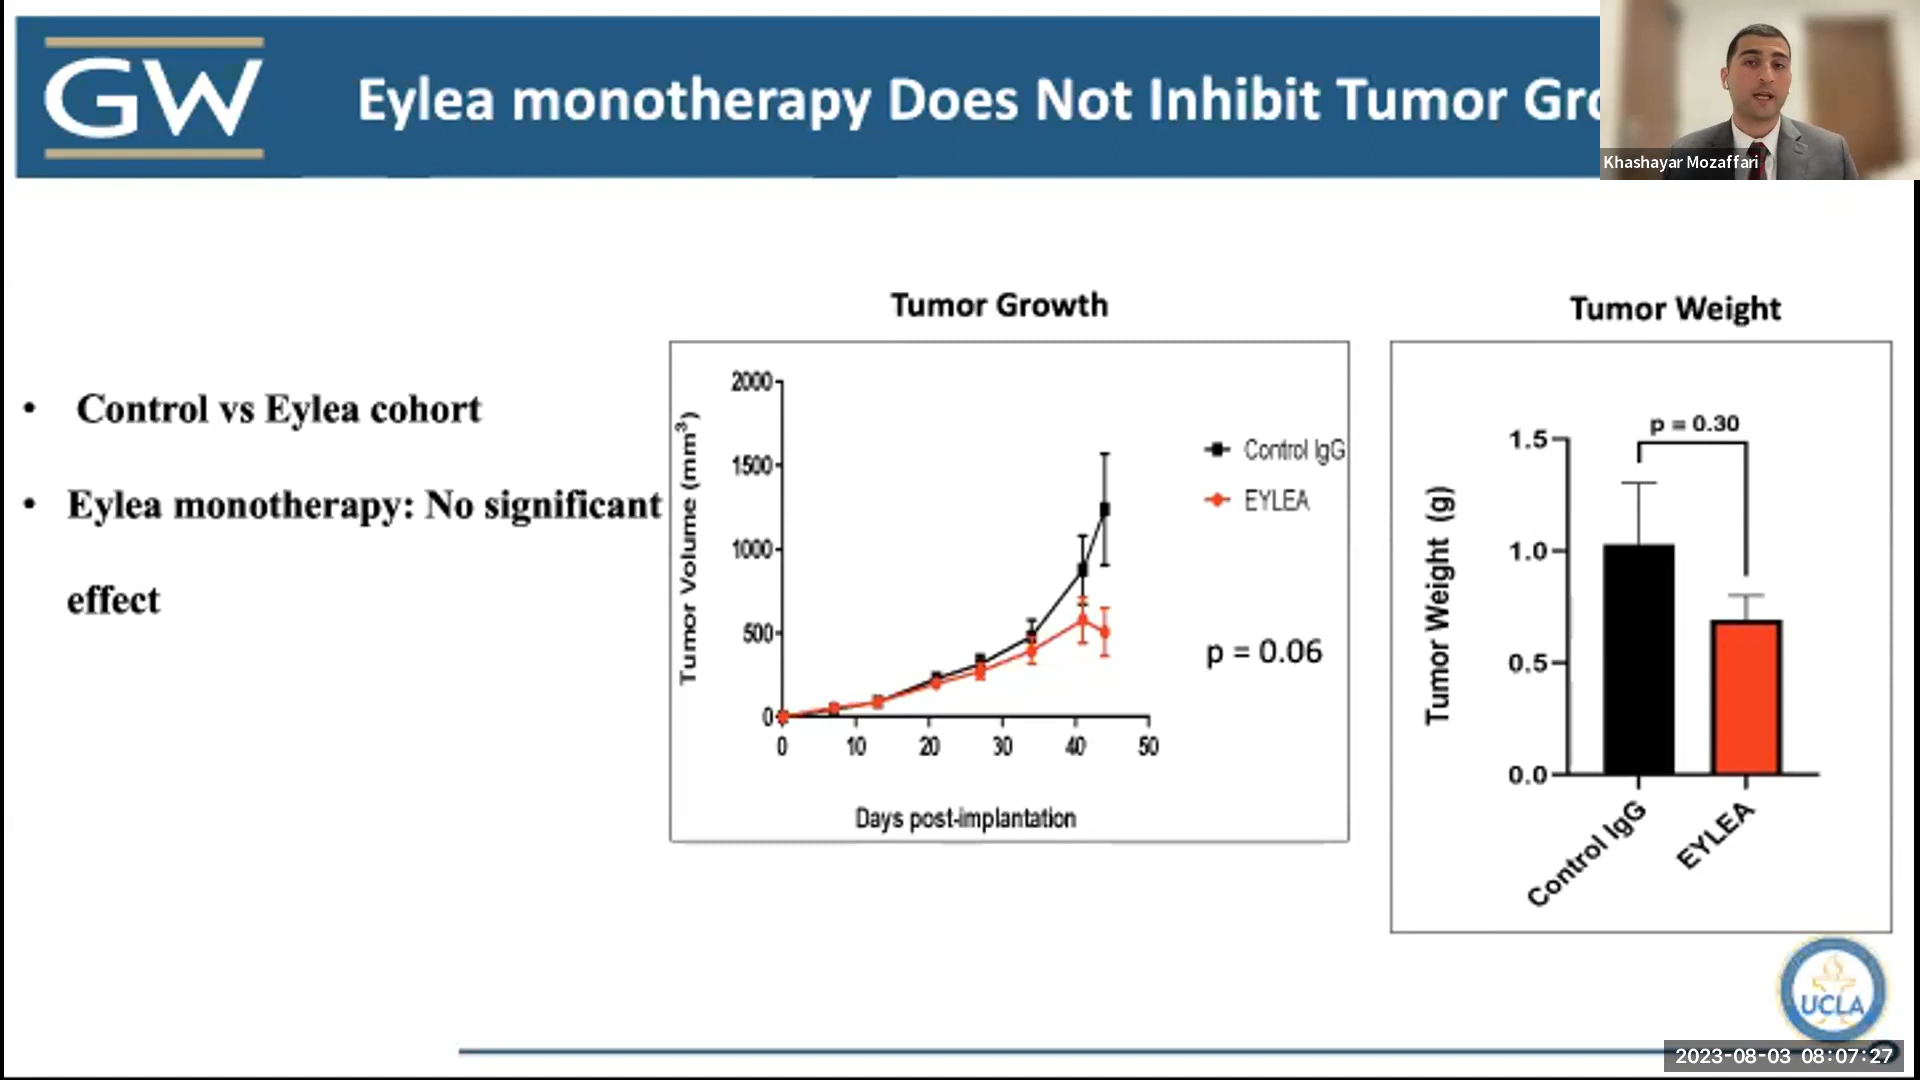 GW
Eylea monotherapy Does Not Inhibit Tumor Gro
Khashayar Mozaffari
• Control vs Eylea cohort
• Eylea monotherapy: No significant
effect
Tumor Growth
Tumor Volume (mm³)
2000
1500
1000
500
0
0 10 20 30 40 50
Days post-implantation
Control IgG
EYLEA
p = 0.06
Tumor Weight
Tumor Weight (g)
1.5
1.0
0.5
0.0
p = 0.30
Control IgG
EYLEA
UCLA
2023-08-03 08:07:27